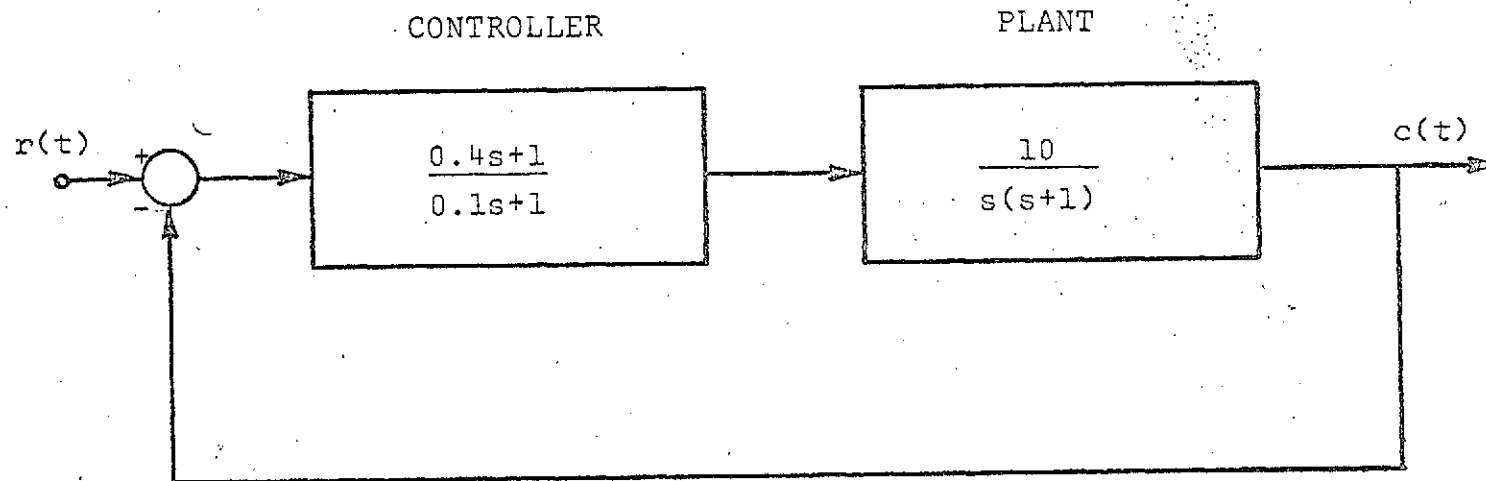 CONTROLLER
PLANT
r(t)
+
-
0.4s+1
0.1s+1
10
s(s+1)
c(t)